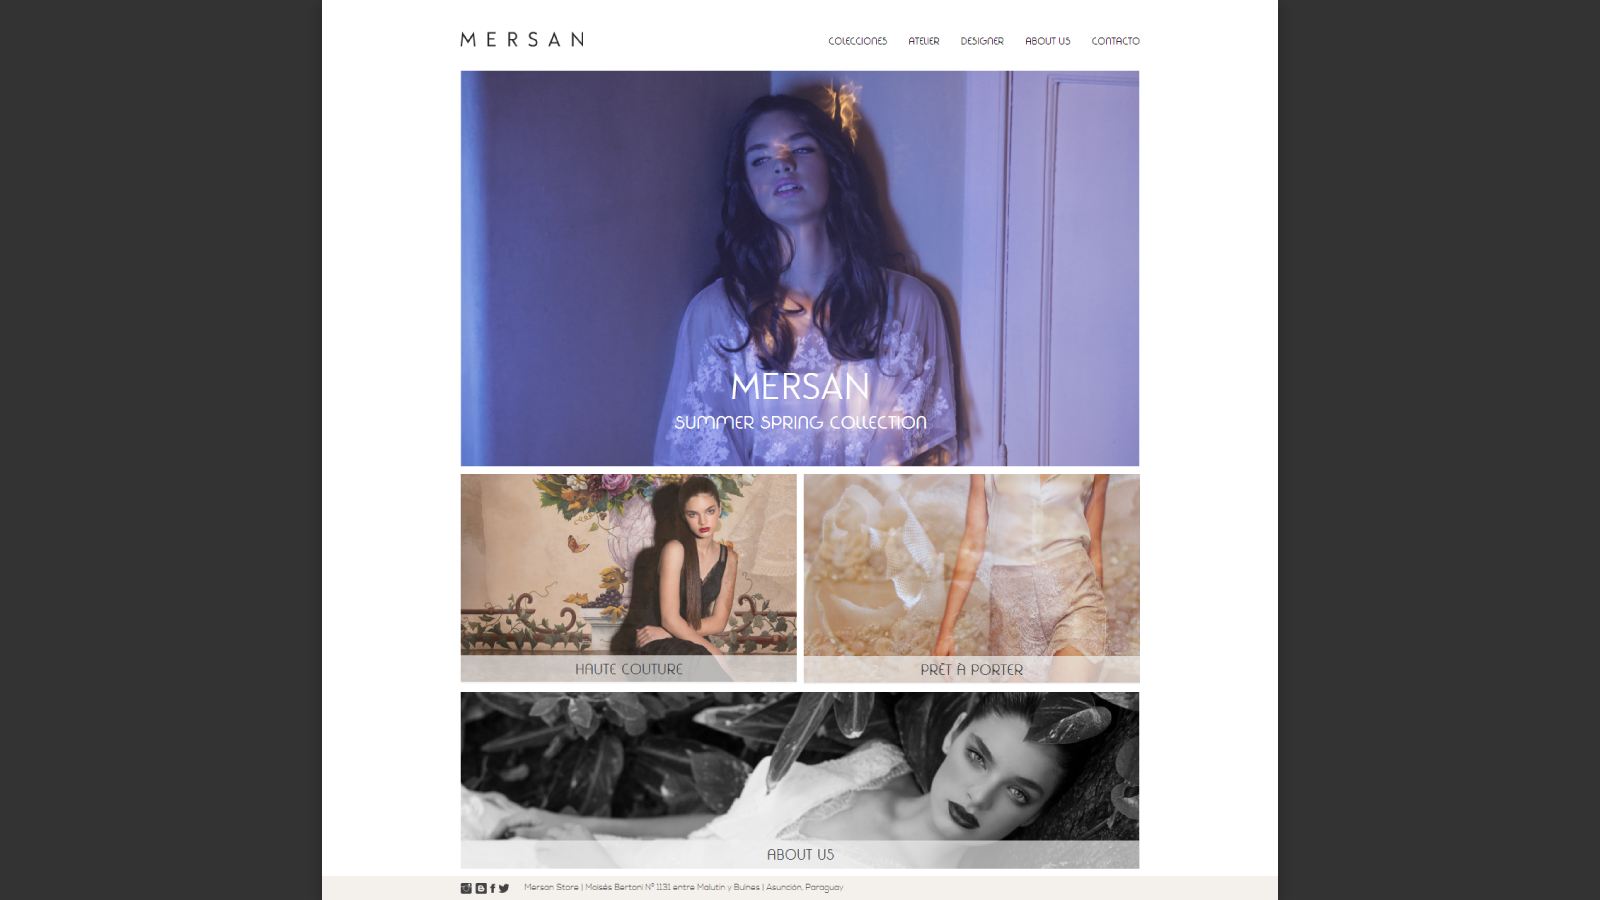 MERSAN
COLECCIONES ATELIER DESIGNER ABOUT US CONTACTO
MERSAN
SUMMER SPRING COLLECTION
HAUTE COUTURE
PRÊT À PORTER
ABOUT US
Mersan Store | Moisés Bertoni Nº 1131 entre Malutin y Bulnes | Asunción, Paraguay